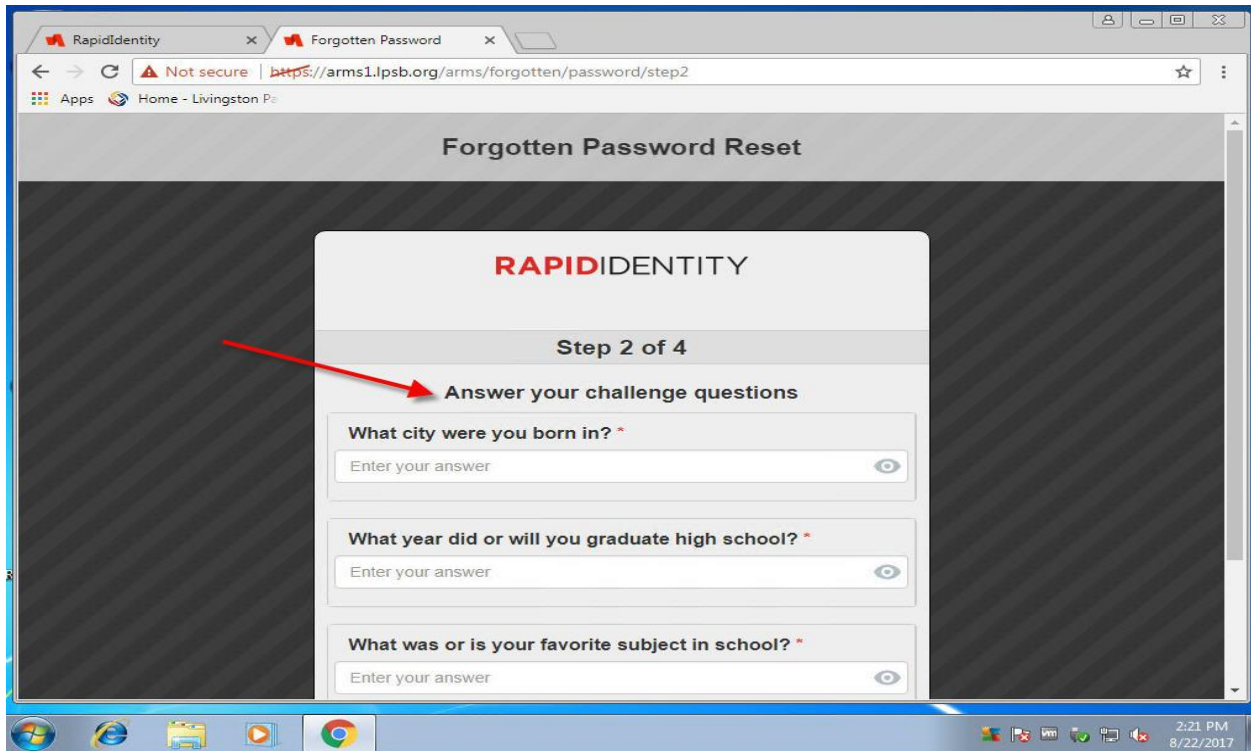 RapidIdentity
Forgotten Password
Not secure | https://arms1.lpsb.org/arms/forgotten/password/step2
Apps Home - Livingston Pa
Forgotten Password Reset
RAPIDIDENTITY
Step 2 of 4
Answer your challenge questions
What city were you born in? *
Enter your answer
What year did or will you graduate high school? *
Enter your answer
What was or is your favorite subject in school? *
Enter your answer
2:21 PM
8/22/2017